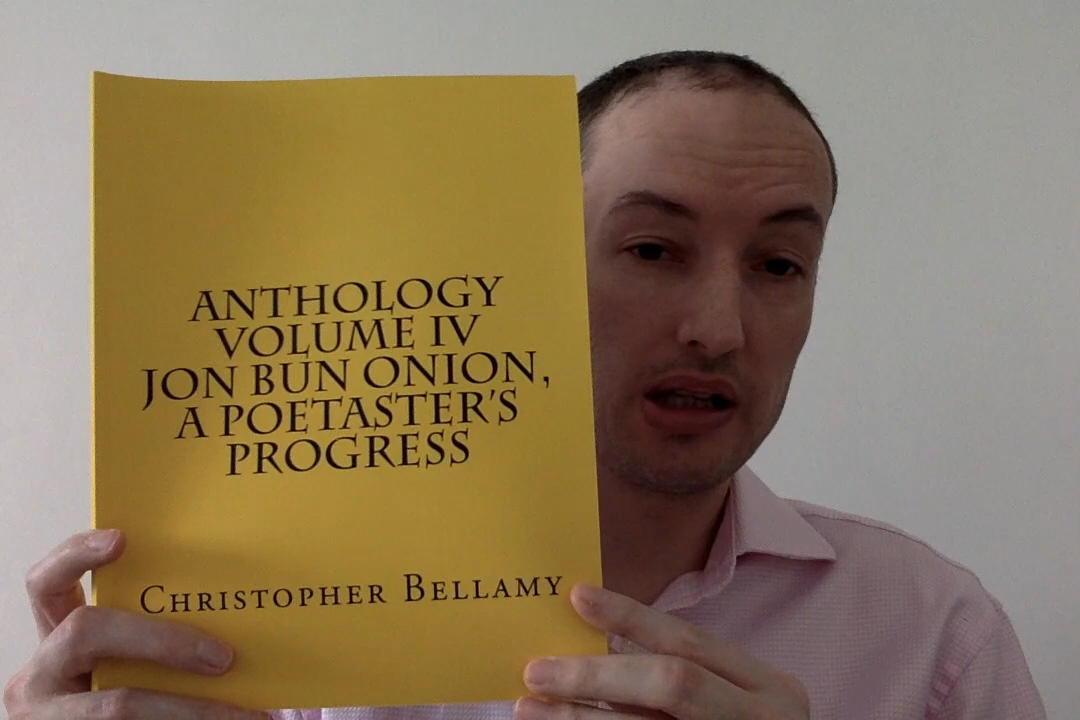 ANTHOLOGY
VOLUME IV
JON BUN ONION,
A POETASTER'S
PROGRESS
CHRISTOPHER BELLAMY